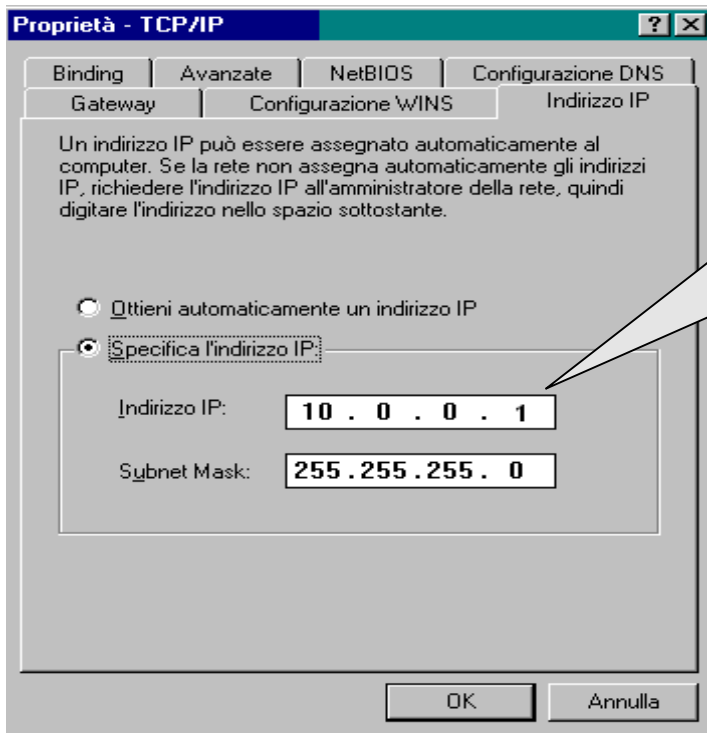 Proprietà - TCP/IP
Binding Avanzate NetBIOS Configurazione DNS
Gateway Configurazione WINS Indirizzo IP
Un indirizzo IP può essere assegnato automaticamente al
computer. Se la rete non assegna automaticamente gli indirizzi
IP, richiedere l'indirizzo IP all'amministratore della rete, quindi
digitare l'indirizzo nello spazio sottostante.
Ottieni automaticamente un indirizzo IP
Specifica l'indirizzo IP:
Indirizzo IP: 10 . 0 . 0 . 1
Subnet Mask: 255.255.255. 0
OK Annulla